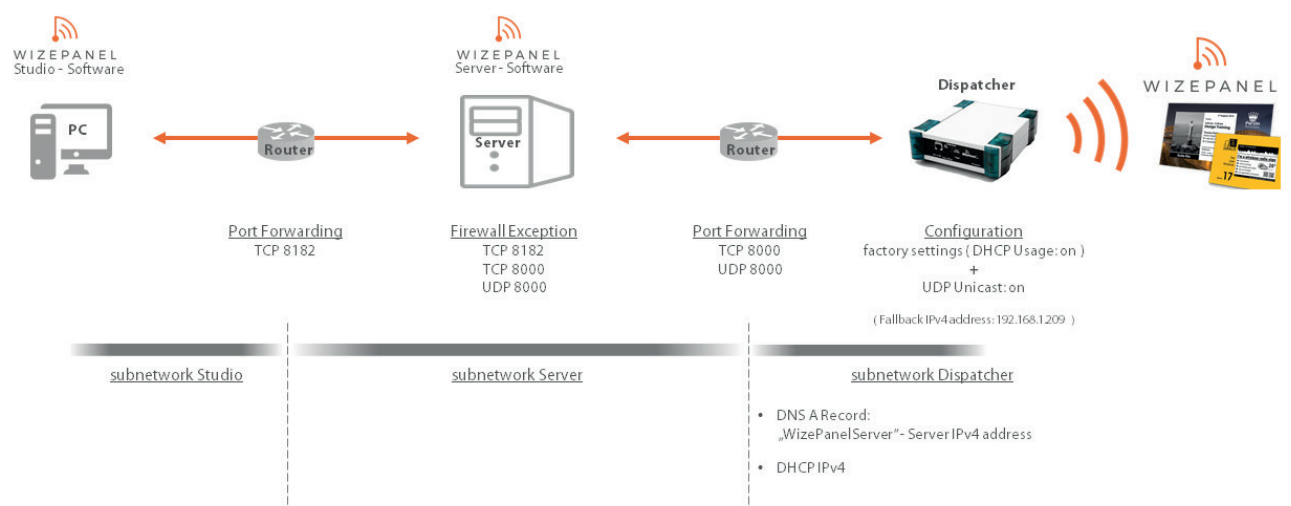 WIZEPANEL
Studio - Software
PC
Router
WIZEPANEL
Server - Software
Server
Router
Dispatcher
WIZEPANEL
Design Training
17
Port Forwarding
TCP 8182
Firewall Exception
TCP 8182
TCP 8000
UDP 8000
Port Forwarding
TCP 8000
UDP 8000
Configuration
factory settings ( DHCP Usage: on )
+
UDP Unicast: on
( Fallback IPv4 address: 192.168.1.209 )
subnetwork Studio
subnetwork Server
subnetwork Dispatcher
• DNS A Record:
„WizePanelServer” - Server IPv4 address
• DHCP IPv4